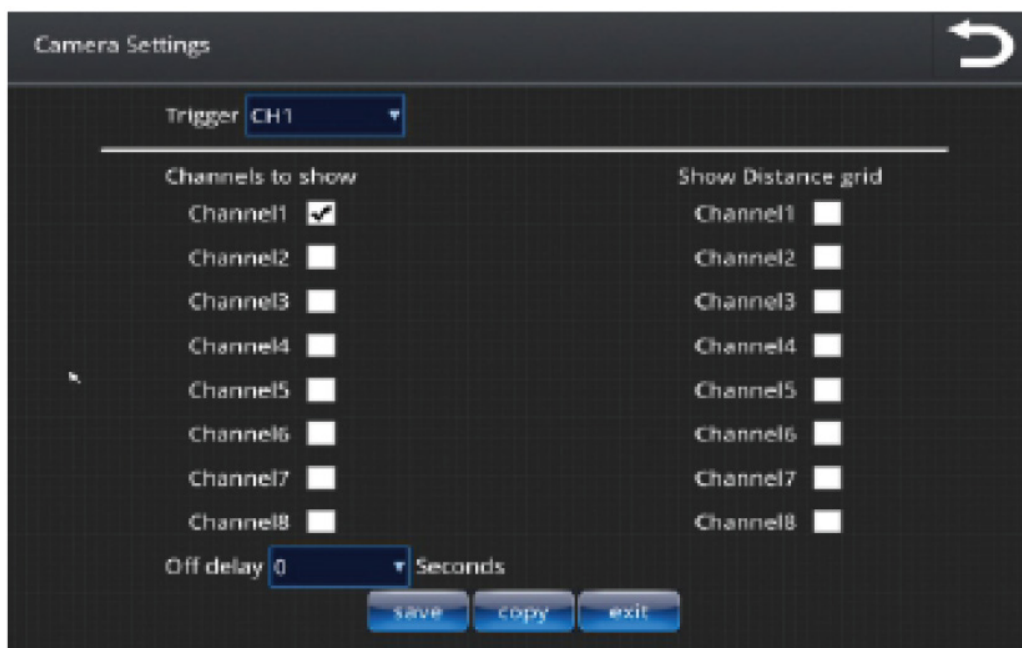 Camera Settings
Trigger CH1
Channels to show Show Distance grid
Channel1 Channel1
Channel2 Channel2
Channel3 Channel3
Channel4 Channel4
Channel5 Channel5
Channel6 Channel6
Channel7 Channel7
Channel8 Channel8
Off delay 0 Seconds
save copy exit